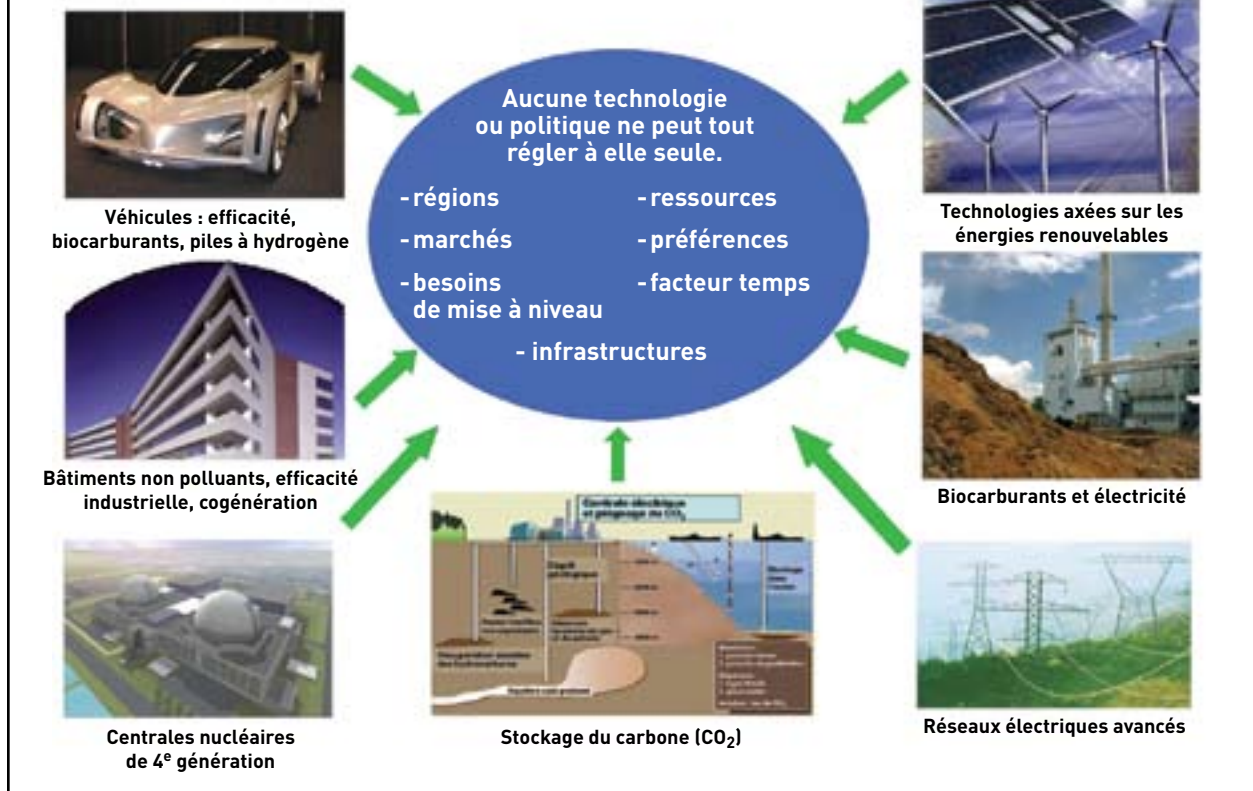 Aucune technologie
ou politique ne peut tout
régler à elle seule.
- régions
- ressources
- marchés
- préférences
- besoins
de mise à niveau
- facteur temps
- infrastructures
Véhicules : efficacité,
biocarburants, piles à hydrogène
Technologies axées sur les
énergies renouvelables
Bâtiments non polluants, efficacité
industrielle, cogénération
Biocarburants et électricité
Centrale électrique
et piégeage du CO2
Centrales nucléaires
de 4e génération
Stockage du carbone (CO2)
Réseaux électriques avancés